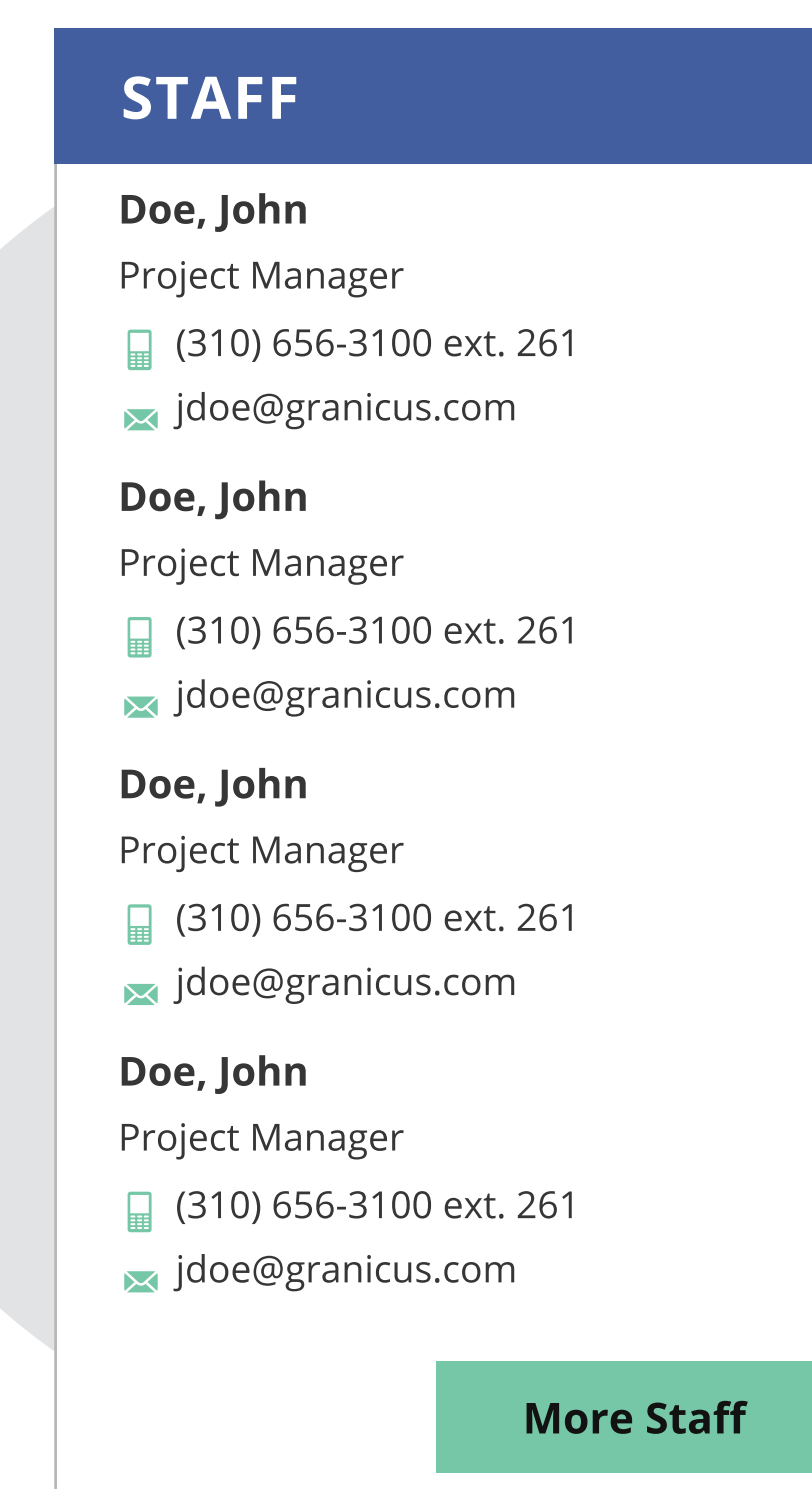 STAFF
Doe, John
Project Manager
(310) 656-3100 ext. 261
jdoe@granicus.com
Doe, John
Project Manager
(310) 656-3100 ext. 261
jdoe@granicus.com
Doe, John
Project Manager
(310) 656-3100 ext. 261
jdoe@granicus.com
Doe, John
Project Manager
(310) 656-3100 ext. 261
jdoe@granicus.com
More Staff